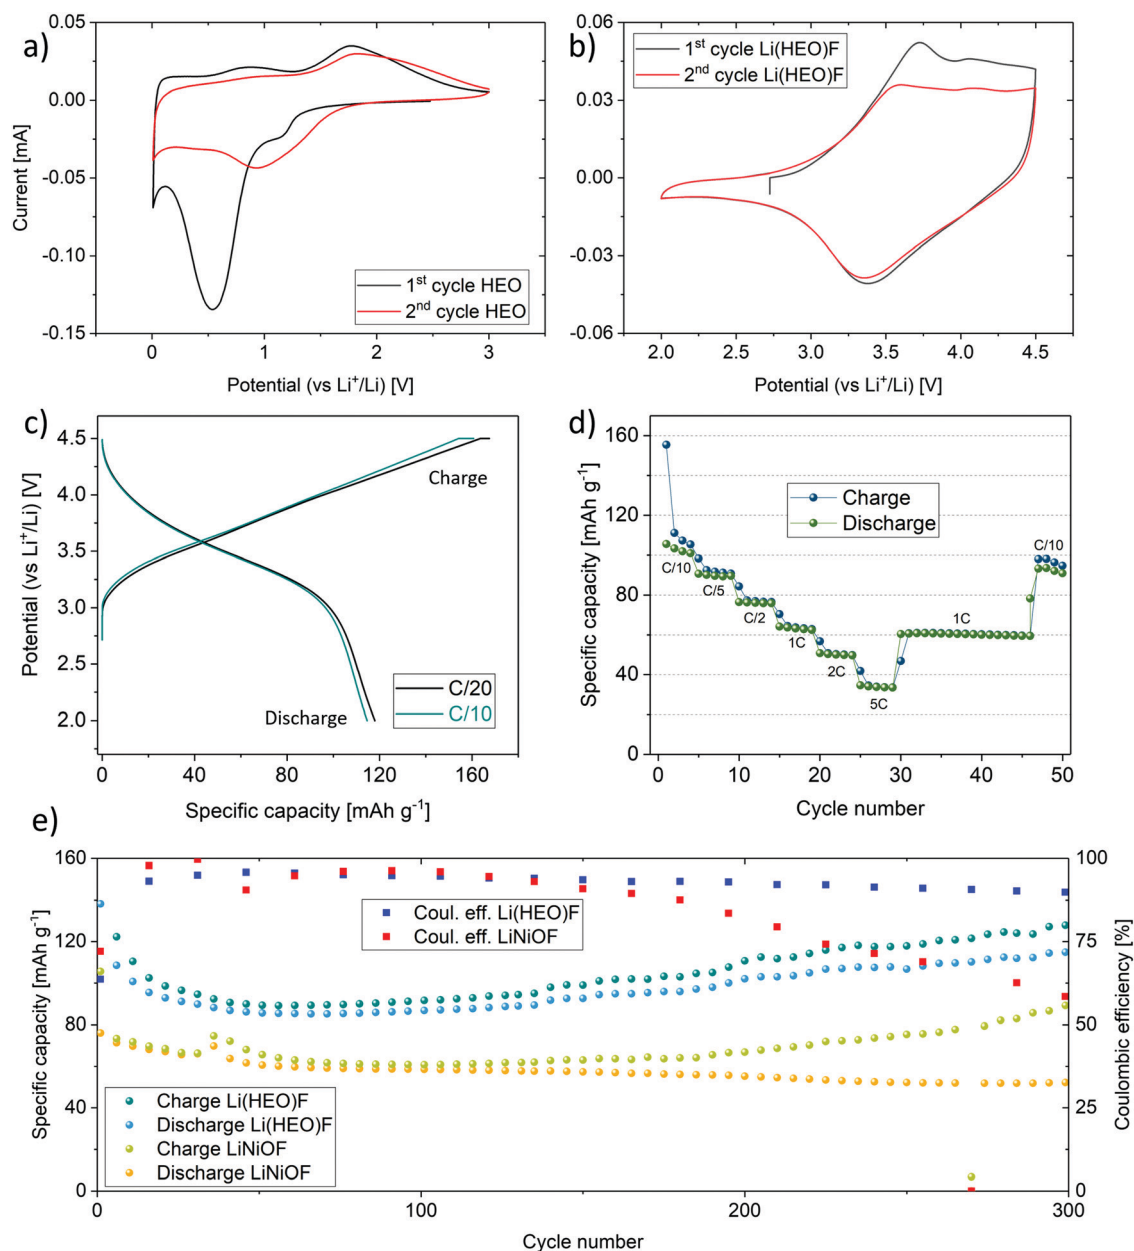 a)
0.05
0.00
-0.05
-0.10
-0.15
Current [mA]
1st cycle HEO
2nd cycle HEO
0
1
2
3
Potential (vs Li+/Li) [V]
b)
0.06
0.03
0.00
-0.03
-0.06
1st cycle Li(HEO)F
2nd cycle Li(HEO)F
2.0
2.5
3.0
3.5
4.0
4.5
Potential (vs Li+/Li) [V]
c)
4.5
4.0
3.5
3.0
2.5
2.0
Potential (vs Li+/Li) [V]
Charge
Discharge
C/20
C/10
0
40
80
120
160
Specific capacity [mAh g-1]
d)
160
120
80
40
0
Specific capacity [mAh g-1]
Charge
Discharge
C/10
C/5
C/2
1C
2C
5C
1C
C/10
0
10
20
30
40
50
Cycle number
e)
160
120
80
40
0
Specific capacity [mAh g-1]
Coul. eff. Li(HEO)F
Coul. eff. LiNiOF
Charge Li(HEO)F
Discharge Li(HEO)F
Charge LiNiOF
Discharge LiNiOF
100
75
50
25
0
Coulombic efficiency [%]
0
100
200
300
Cycle number